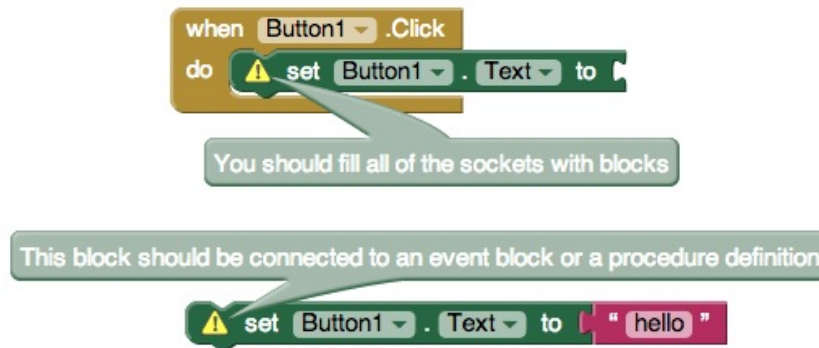 when Button1 .Click
do set Button1 . Text to
You should fill all of the sockets with blocks
This block should be connected to an event block or a procedure definition
set Button1 . Text to " hello "